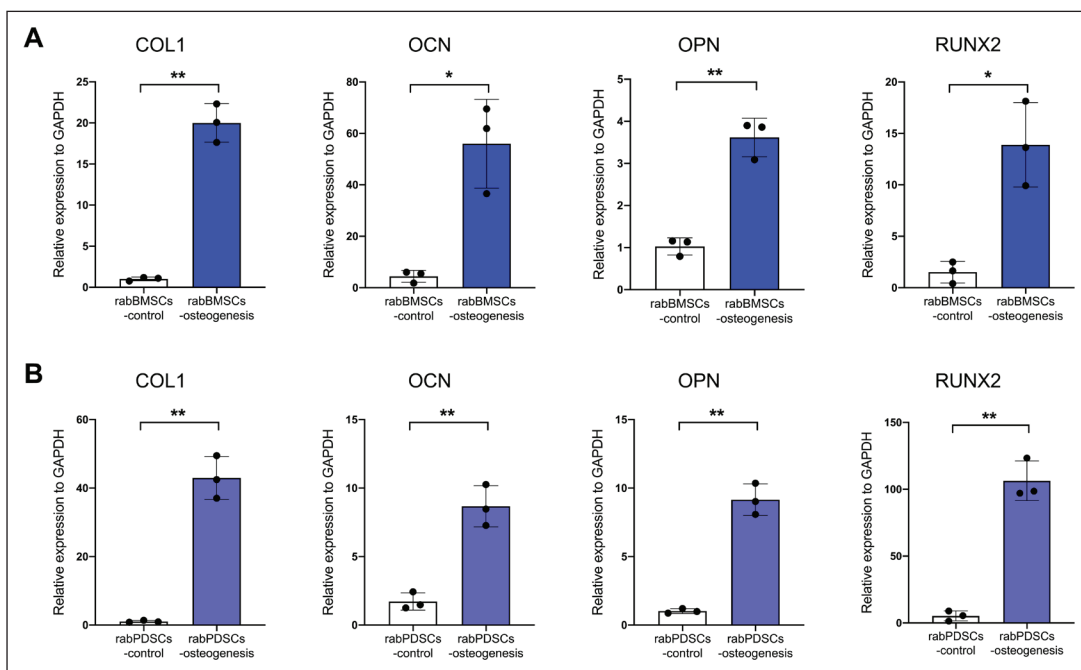 A
COL1
OCN
OPN
RUNX2
**
*
**
*
Relative expression to GAPDH
25
20
15
10
5
0
rabBMSCs
-control
rabBMSCs
-osteogenesis
Relative expression to GAPDH
80
60
40
20
0
rabBMSCs
-control
rabBMSCs
-osteogenesis
Relative expression to GAPDH
5
4
3
2
1
0
rabBMSCs
-control
rabBMSCs
-osteogenesis
Relative expression to GAPDH
20
15
10
5
0
rabBMSCs
-control
rabBMSCs
-osteogenesis
B
COL1
OCN
OPN
RUNX2
**
**
**
**
Relative expression to GAPDH
60
40
20
0
rabPDSCs
-control
rabPDSCs
-osteogenesis
Relative expression to GAPDH
15
10
5
0
rabPDSCs
-control
rabPDSCs
-osteogenesis
Relative expression to GAPDH
15
10
5
0
rabPDSCs
-control
rabPDSCs
-osteogenesis
Relative expression to GAPDH
150
100
50
0
rabPDSCs
-control
rabPDSCs
-osteogenesis